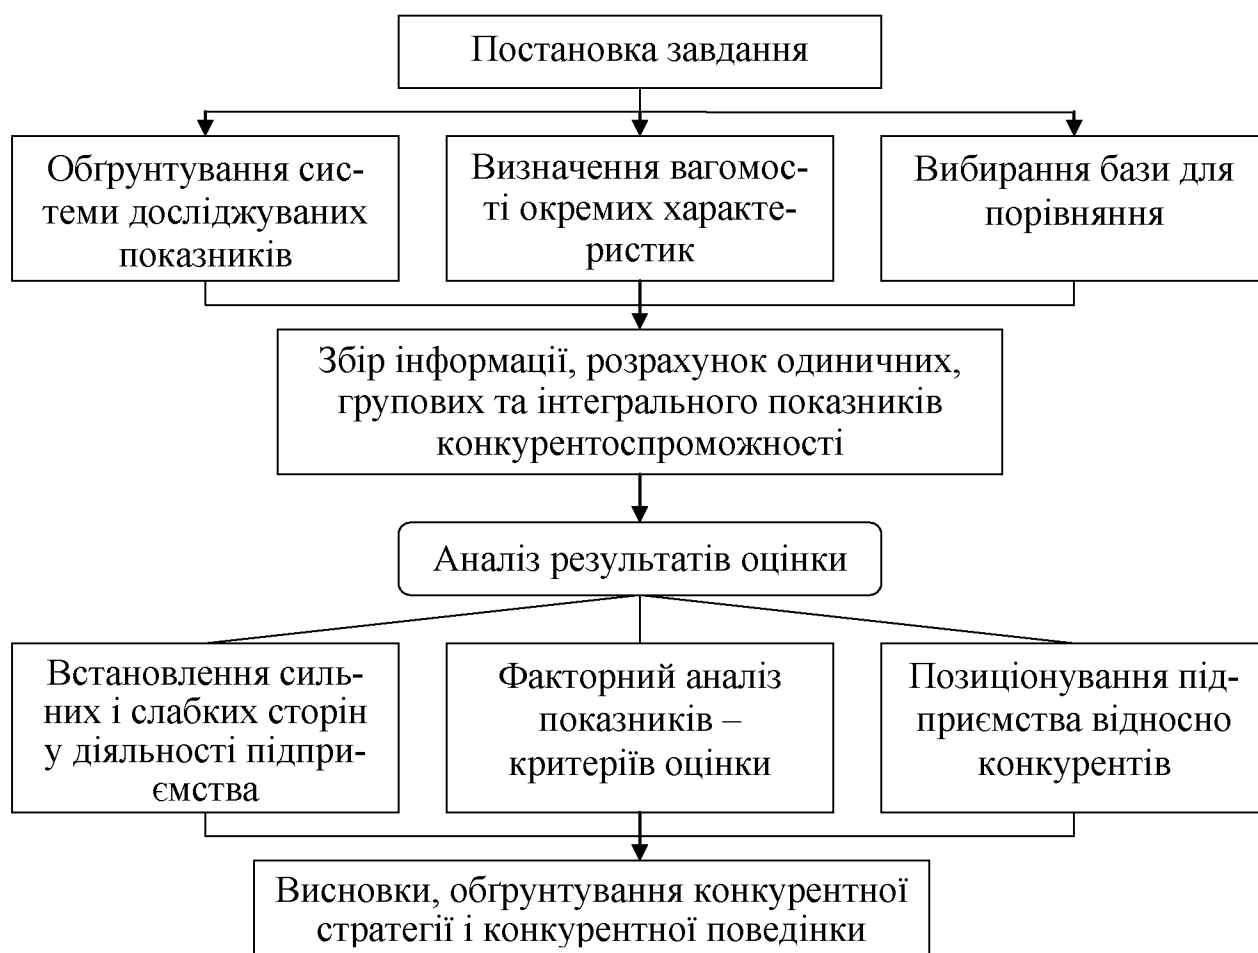 Постановка завдання
Обґрунтування сис-
теми досліджуваних
показників
Визначення вагомос-
ті окремих характе-
ристик
Вибирання бази для
порівняння
Збір інформації, розрахунок одиничних,
групових та інтегрального показників
конкурентоспроможності
Аналіз результатів оцінки
Встановлення силь-
них і слабких сторін
у діяльності підпри-
ємства
Факторний аналіз
показників –
критеріїв оцінки
Позиціонування під-
приємства відносно
конкурентів
Висновки, обґрунтування конкурентної
стратегії і конкурентної поведінки